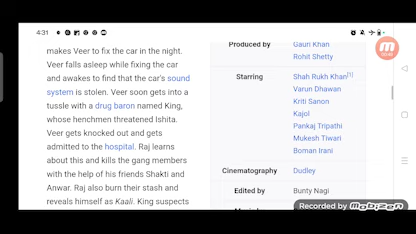 4:31
makes Veer to fix the car in the night.
Veer falls asleep while fixing the car
and awakes to find that the car's sound
system is stolen. Veer soon gets into a
tussle with a drug baron named King,
whose henchmen threatened Ishita.
Veer gets knocked out and gets
admitted to the hospital. Raj learns
about this and kills the gang members
with the help of his friends Shakti and
Anwar. Raj also burn their stash and
reveals himself as Kaali. King suspects
Produced by Gauri Khan
Rohit Shetty
Starring Shah Rukh Khan[1]
Varun Dhawan
Kriti Sanon
Kajol
Pankaj Tripathi
Mukesh Tiwari
Boman Irani
Cinematography Dudley
Edited by Bunty Nagi
Recorded by MOBIZEN